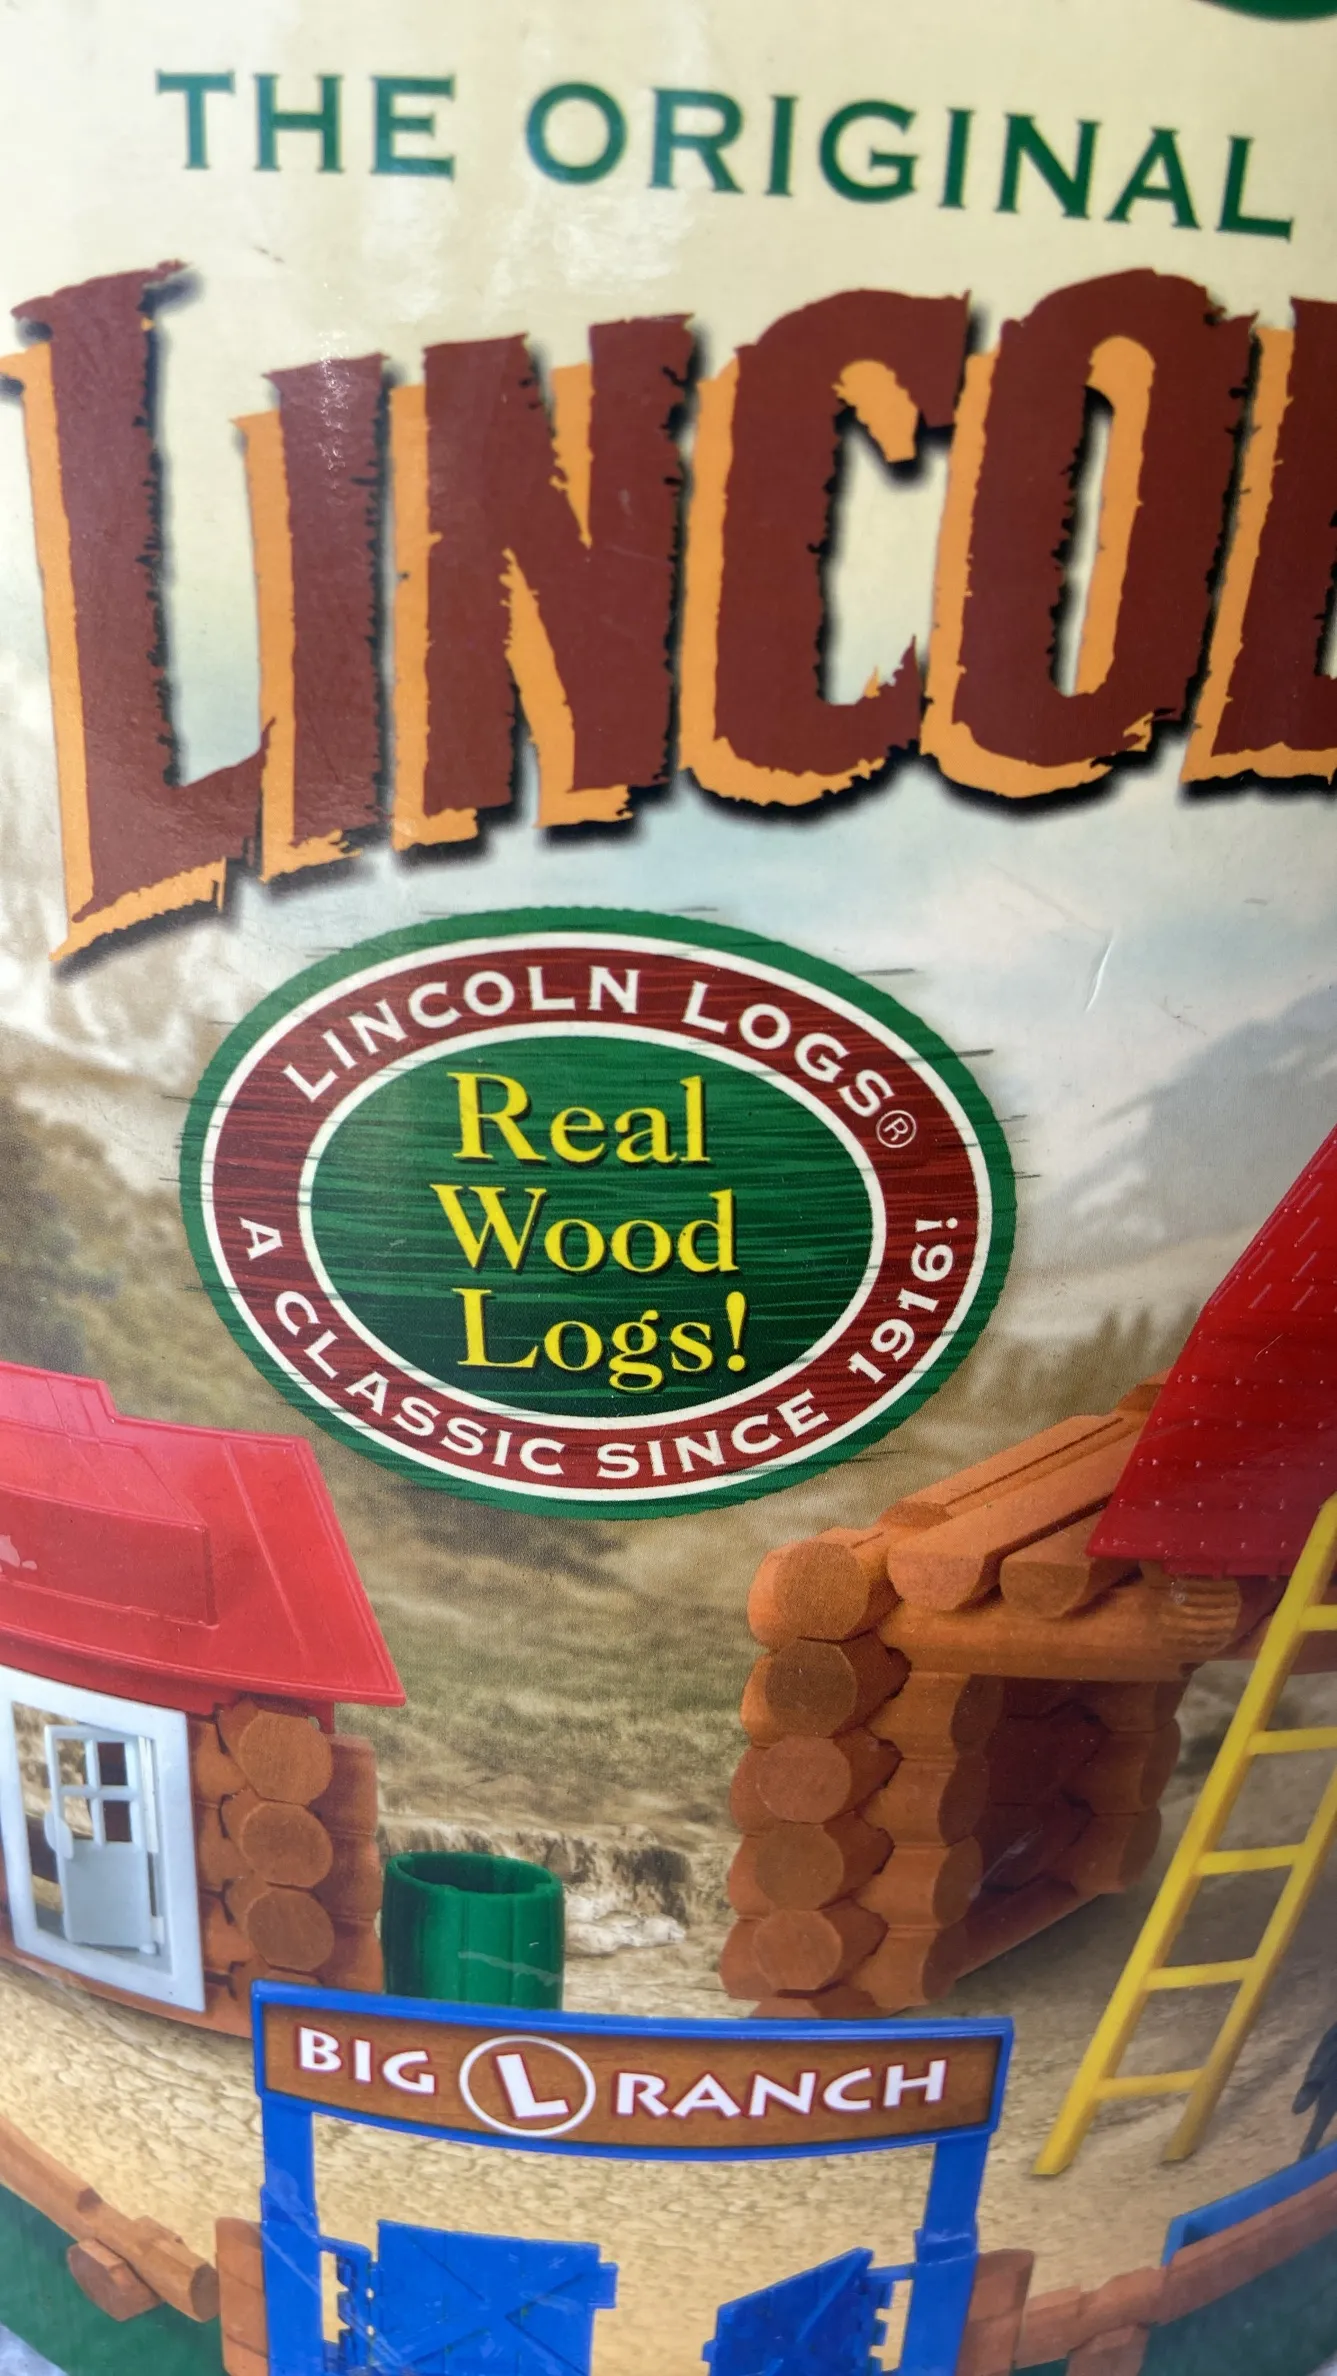 THE ORIGINAL
LINCOL
LINCOLN LOGS®
Real
Wood
Logs!
A CLASSIC SINCE 1916!
BIG L RANCH